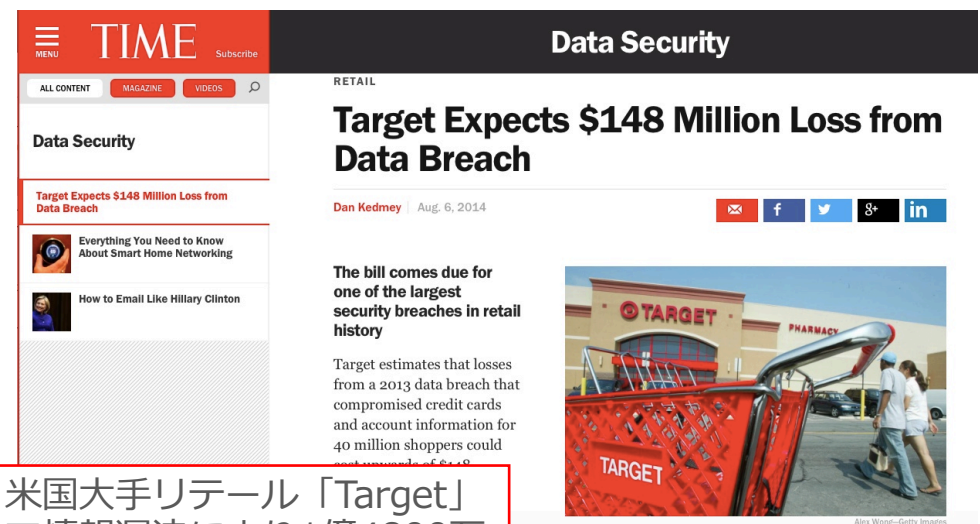 MENU
TIME
Subscribe
Data Security
ALL CONTENT
MAGAZINE
VIDEOS
Data Security
Target Expects $148 Million Loss from
Data Breach
Everything You Need to Know
About Smart Home Networking
How to Email Like Hillary Clinton
RETAIL
Target Expects $148 Million Loss from
Data Breach
Dan Kedmey
Aug. 6, 2014
f
g+
in
The bill comes due for
one of the largest
security breaches in retail
history
Target estimates that losses
from a 2013 data breach that
compromised credit cards
and account information for
40 million shoppers could
cost upwards of $148
TARGET
PHARMACY
TARGET
Alex Wong—Getty Images
米国大手リテール「Target」